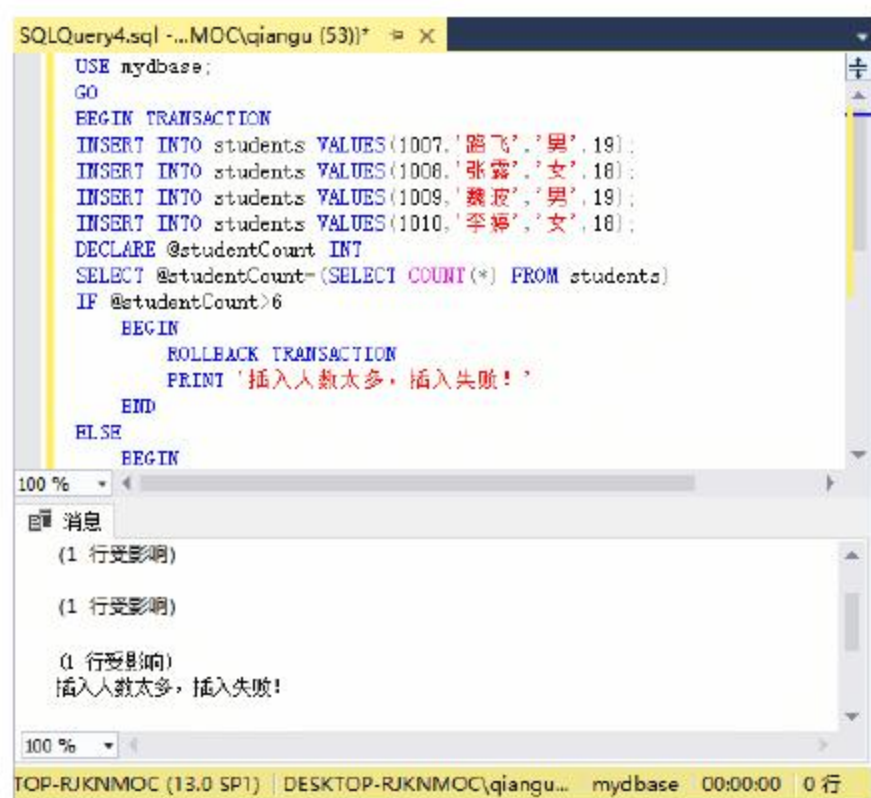 SQLQuery4.sql -...MOC\qiangu (53))*
USE mydbase;
GO
BEGIN TRANSACTION
INSERT INTO students VALUES(1007,'路飞','男',19);
INSERT INTO students VALUES(1008,'张露','女',18);
INSERT INTO students VALUES(1009,'魏波','男',19);
INSERT INTO students VALUES(1010,'李婷','女',18);
DECLARE @studentCount INT
SELECT @studentCount=(SELECT COUNT(*) FROM students)
IF @studentCount>6
BEGIN
ROLLBACK TRANSACTION
PRINT '插入人数太多,插入失败!'
END
ELSE
BEGIN
100 %
消息
(1 行受影响)
(1 行受影响)
(1 行受影响)
插入人数太多,插入失败!
100 %
TOP-RJKNMOC (13.0 SP1) DESKTOP-RJKNMOC\qiangu... mydbase 00:00:00 0 行